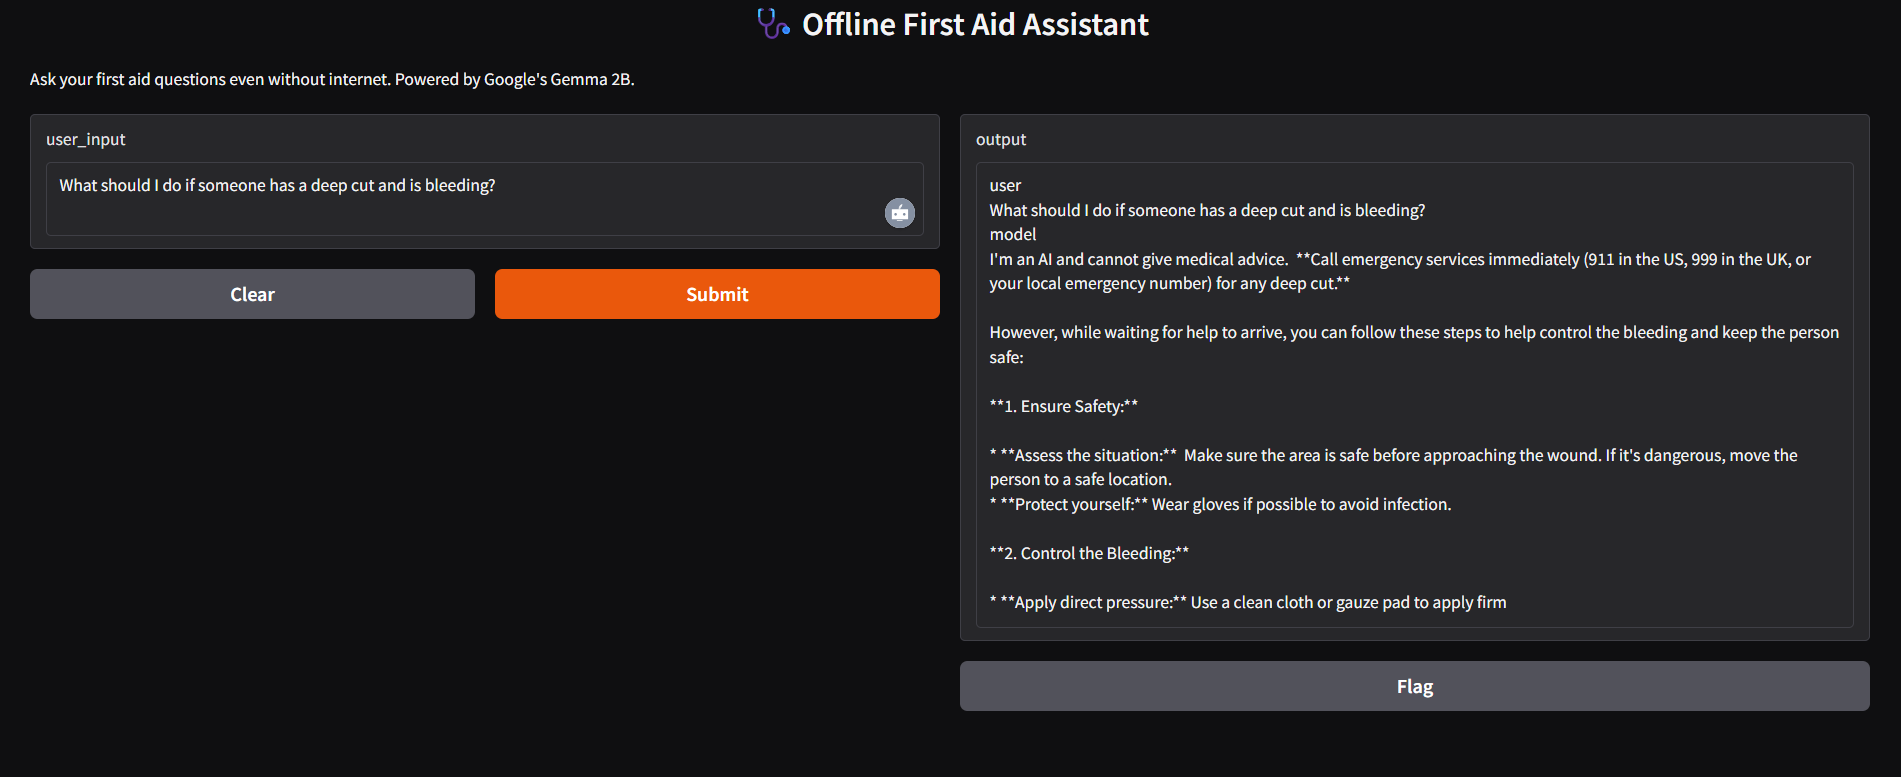 Offline First Aid Assistant
Ask your first aid questions even without internet. Powered by Google's Gemma 2B.
user_input
What should I do if someone has a deep cut and is bleeding?
Clear
Submit
output
user
What should I do if someone has a deep cut and is bleeding?
model
I'm an AI and cannot give medical advice.  **Call emergency services immediately (911 in the US, 999 in the UK, or
your local emergency number) for any deep cut.**
However, while waiting for help to arrive, you can follow these steps to help control the bleeding and keep the person
safe:
**1. Ensure Safety:**
* **Assess the situation:**  Make sure the area is safe before approaching the wound. If it's dangerous, move the
person to a safe location.
* **Protect yourself:** Wear gloves if possible to avoid infection.
**2. Control the Bleeding:**
* **Apply direct pressure:** Use a clean cloth or gauze pad to apply firm
Flag